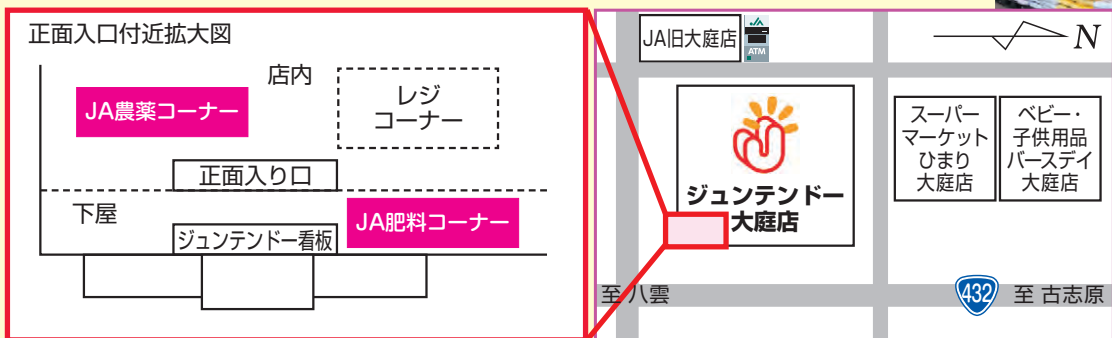 正面入口付近拡大図
店内
JA農薬コーナー
レジ
コーナー
正面入り口
下屋
JA肥料コーナー
ジュンテンドー看板
JA旧大庭店
JA
ATM
N
ジュンテンドー
大庭店
スーパー
マーケット
ひまり
大庭店
ベビー・
子供用品
バースデイ
大庭店
至 八雲
432
至 古志原